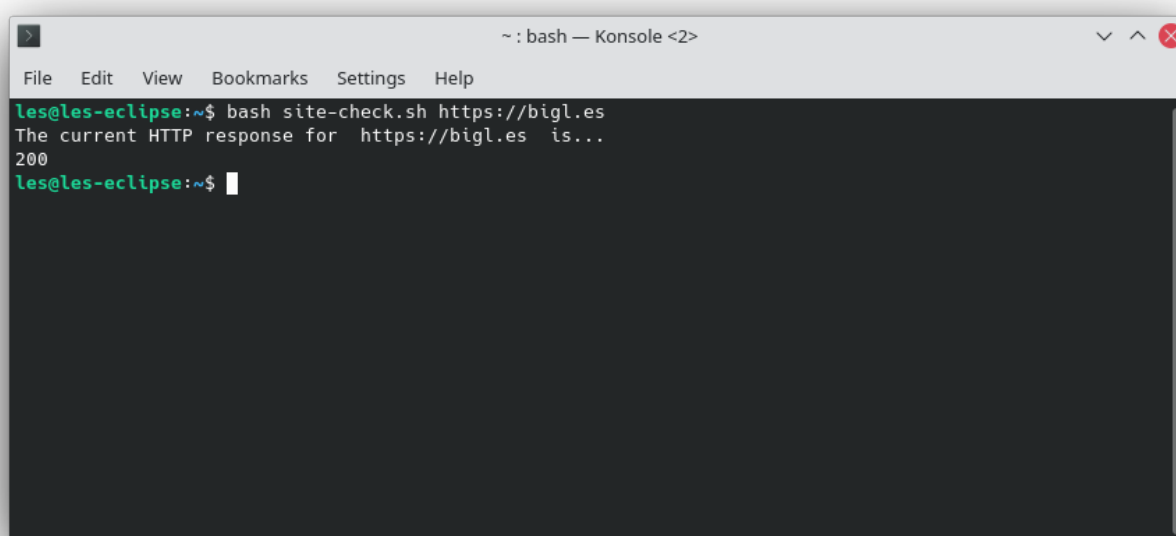 ~ : bash — Konsole <2>
File Edit View Bookmarks Settings Help
les@les-eclipse:~$ bash site-check.sh https://bigl.es
The current HTTP response for  https://bigl.es  is...
200
les@les-eclipse:~$